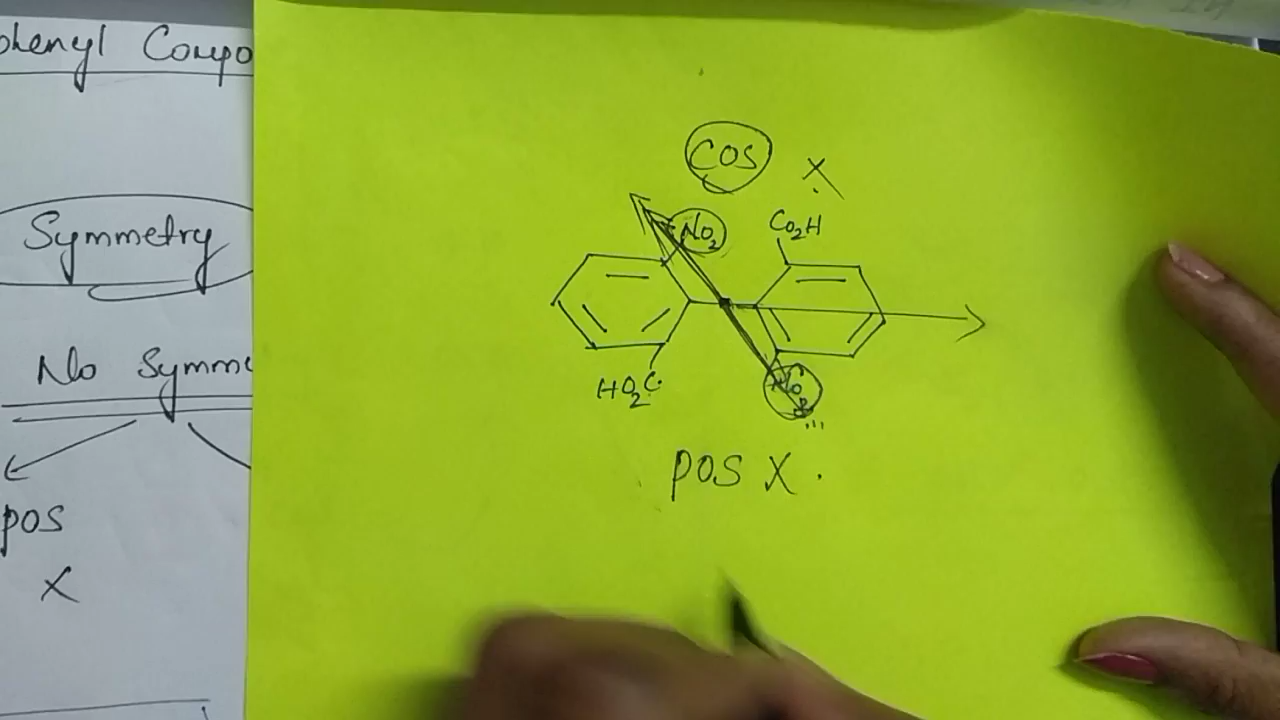 phenyl Compo
Symmetry
No Symme
pos
X
COS X
NO2 CO2H
HO2C NO2
POS X